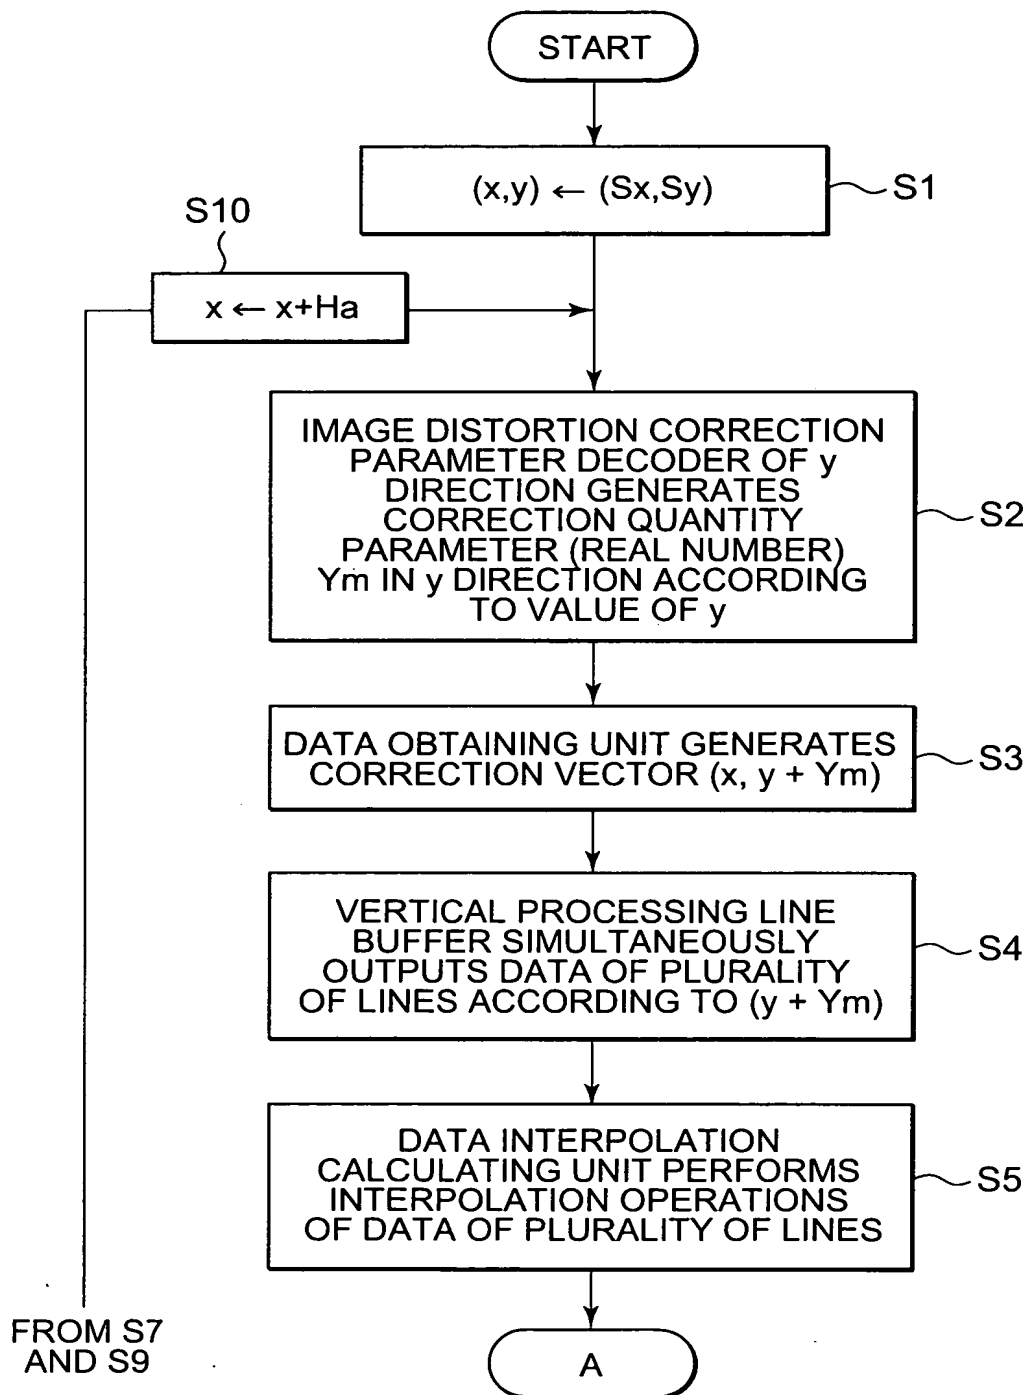 START
(x,y) ← (Sx,Sy)
S1
S10
x ← x+Ha
IMAGE DISTORTION CORRECTION
PARAMETER DECODER OF y
DIRECTION GENERATES
CORRECTION QUANTITY
PARAMETER (REAL NUMBER)
Ym IN y DIRECTION ACCORDING
TO VALUE OF y
S2
DATA OBTAINING UNIT GENERATES
CORRECTION VECTOR (x, y + Ym)
S3
VERTICAL PROCESSING LINE
BUFFER SIMULTANEOUSLY
OUTPUTS DATA OF PLURALITY
OF LINES ACCORDING TO (y + Ym)
S4
DATA INTERPOLATION
CALCULATING UNIT PERFORMS
INTERPOLATION OPERATIONS
OF DATA OF PLURALITY OF LINES
S5
FROM S7
AND S9
A